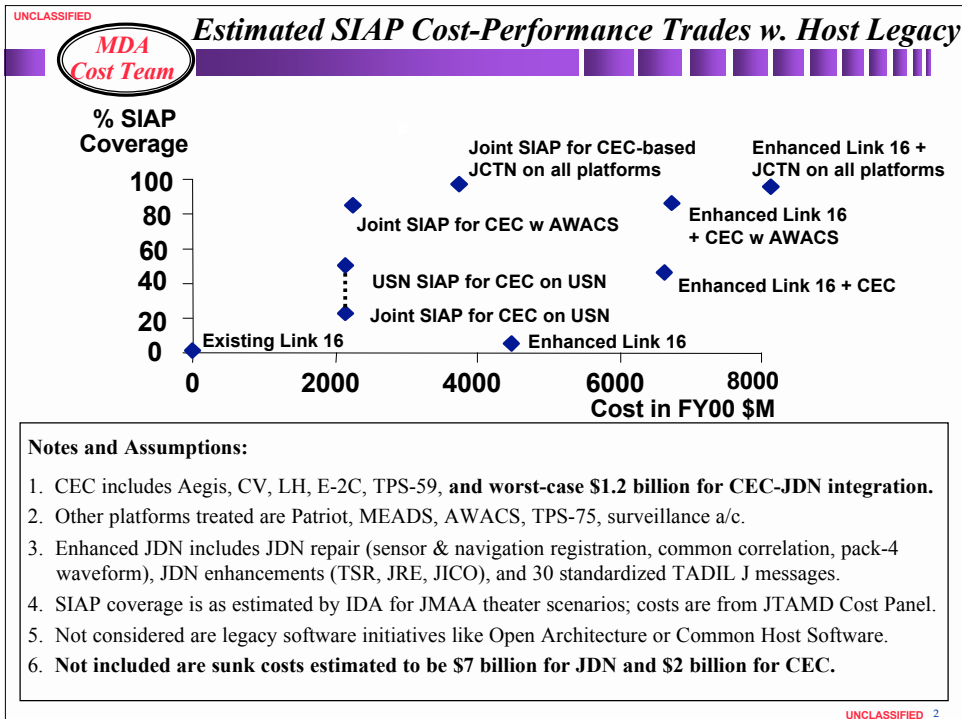 UNCLASSIFIED
Estimated SIAP Cost-Performance Trades w. Host Legacy
MDA
Cost Team
% SIAP
Coverage
100
80
60
40
20
0
Joint SIAP for CEC-based
JCTN on all platforms
Enhanced Link 16 +
JCTN on all platforms
Joint SIAP for CEC w AWACS
Enhanced Link 16
+ CEC w AWACS
USN SIAP for CEC on USN
Enhanced Link 16 + CEC
Joint SIAP for CEC on USN
Existing Link 16
Enhanced Link 16
0
2000
4000
6000
8000
Cost in FY00 $M
Notes and Assumptions:
1. CEC includes Aegis, CV, LH, E-2C, TPS-59, and worst-case $1.2 billion for CEC-JDN integration.
2. Other platforms treated are Patriot, MEADS, AWACS, TPS-75, surveillance a/c.
3. Enhanced JDN includes JDN repair (sensor & navigation registration, common correlation, pack-4
waveform), JDN enhancements (TSR, JRE, JICO), and 30 standardized TADIL J messages.
4. SIAP coverage is as estimated by IDA for JMAA theater scenarios; costs are from JTAMD Cost Panel.
5. Not considered are legacy software initiatives like Open Architecture or Common Host Software.
6. Not included are sunk costs estimated to be $7 billion for JDN and $2 billion for CEC.
UNCLASSIFIED 2